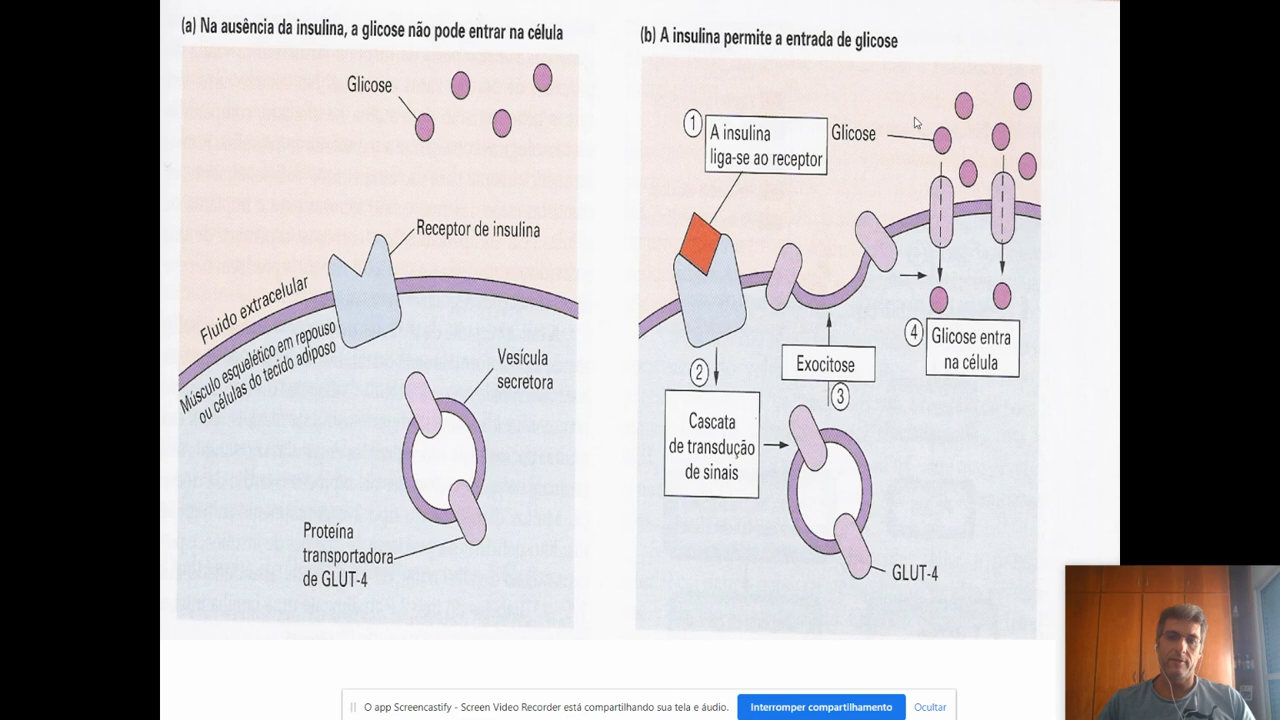 (a) Na ausência da insulina, a glicose não pode entrar na célula
Glicose
Receptor de insulina
Fluido extracelular
Músculo esquelético em repouso
ou células do tecido adiposo
Vesícula
secretora
Proteína
transportadora
de GLUT-4
(b) A insulina permite a entrada de glicose
1
A insulina
liga-se ao receptor
Glicose
2
Cascata
de transdução
de sinais
Exocitose
3
4
Glicose entra
na célula
GLUT-4
O app Screencastify - Screen Video Recorder está compartilhando sua tela e áudio.
Interromper compartilhamento
Ocultar